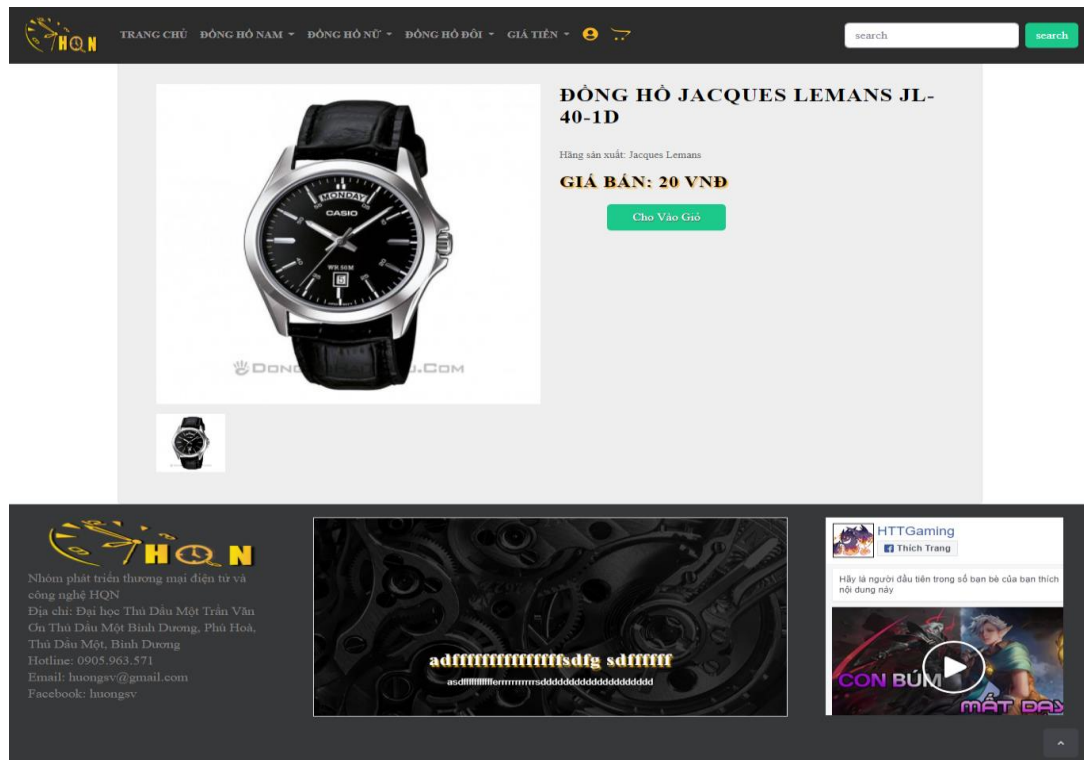 HQN
TRANG CHỦ ĐỒNG HỒ NAM ĐỒNG HỒ NỮ ĐỒNG HỒ ĐÔI GIÁ TIỀN
search
search
ĐỒNG HỒ JACQUES LEMANS JL-
40-1D
Hãng sản xuất: Jacques Lemans
GIÁ BÁN: 20 VNĐ
Cho Vào Giỏ
MONDAY
CASIO
WR 50M
5
HQN
Nhóm phát triển thương mại điện tử và
công nghệ HQN
Địa chỉ: Đại học Thủ Dầu Một Trần Văn
Ơn Thủ Dầu Một Bình Dương, Phú Hoà,
Thủ Dầu Một, Bình Dương
Hotline: 0905.963.571
Email: huongsv@gmail.com
Facebook: huongsv
HTTGaming
Thích Trang
Hãy là người đầu tiên trong số bạn bè của bạn thích
nội dung này
CON BÚM
MẤT DẠY